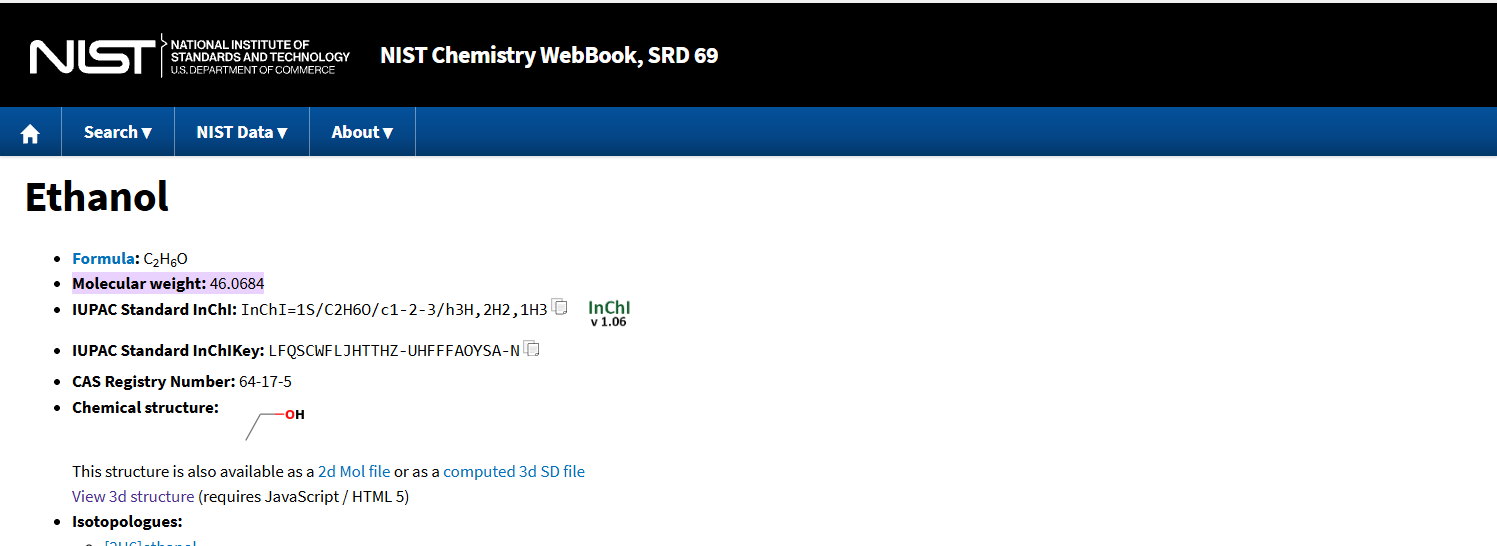 NIST
NATIONAL INSTITUTE OF
STANDARDS AND TECHNOLOGY
U.S. DEPARTMENT OF COMMERCE
NIST Chemistry WebBook, SRD 69
Search ▾ NIST Data ▾ About ▾
Ethanol
• Formula: C₂H₆O
• Molecular weight: 46.0684
• IUPAC Standard InChI: InChI=1S/C2H6O/c1-2-3/h3H,2H2,1H3
InChI
v 1.06
• IUPAC Standard InChIKey: LFQSCWFLJHTTHZ-UHFFFAOYSA-N
• CAS Registry Number: 64-17-5
• Chemical structure:
OH
This structure is also available as a 2d Mol file or as a computed 3d SD file
View 3d structure (requires JavaScript / HTML 5)
• Isotopologues: